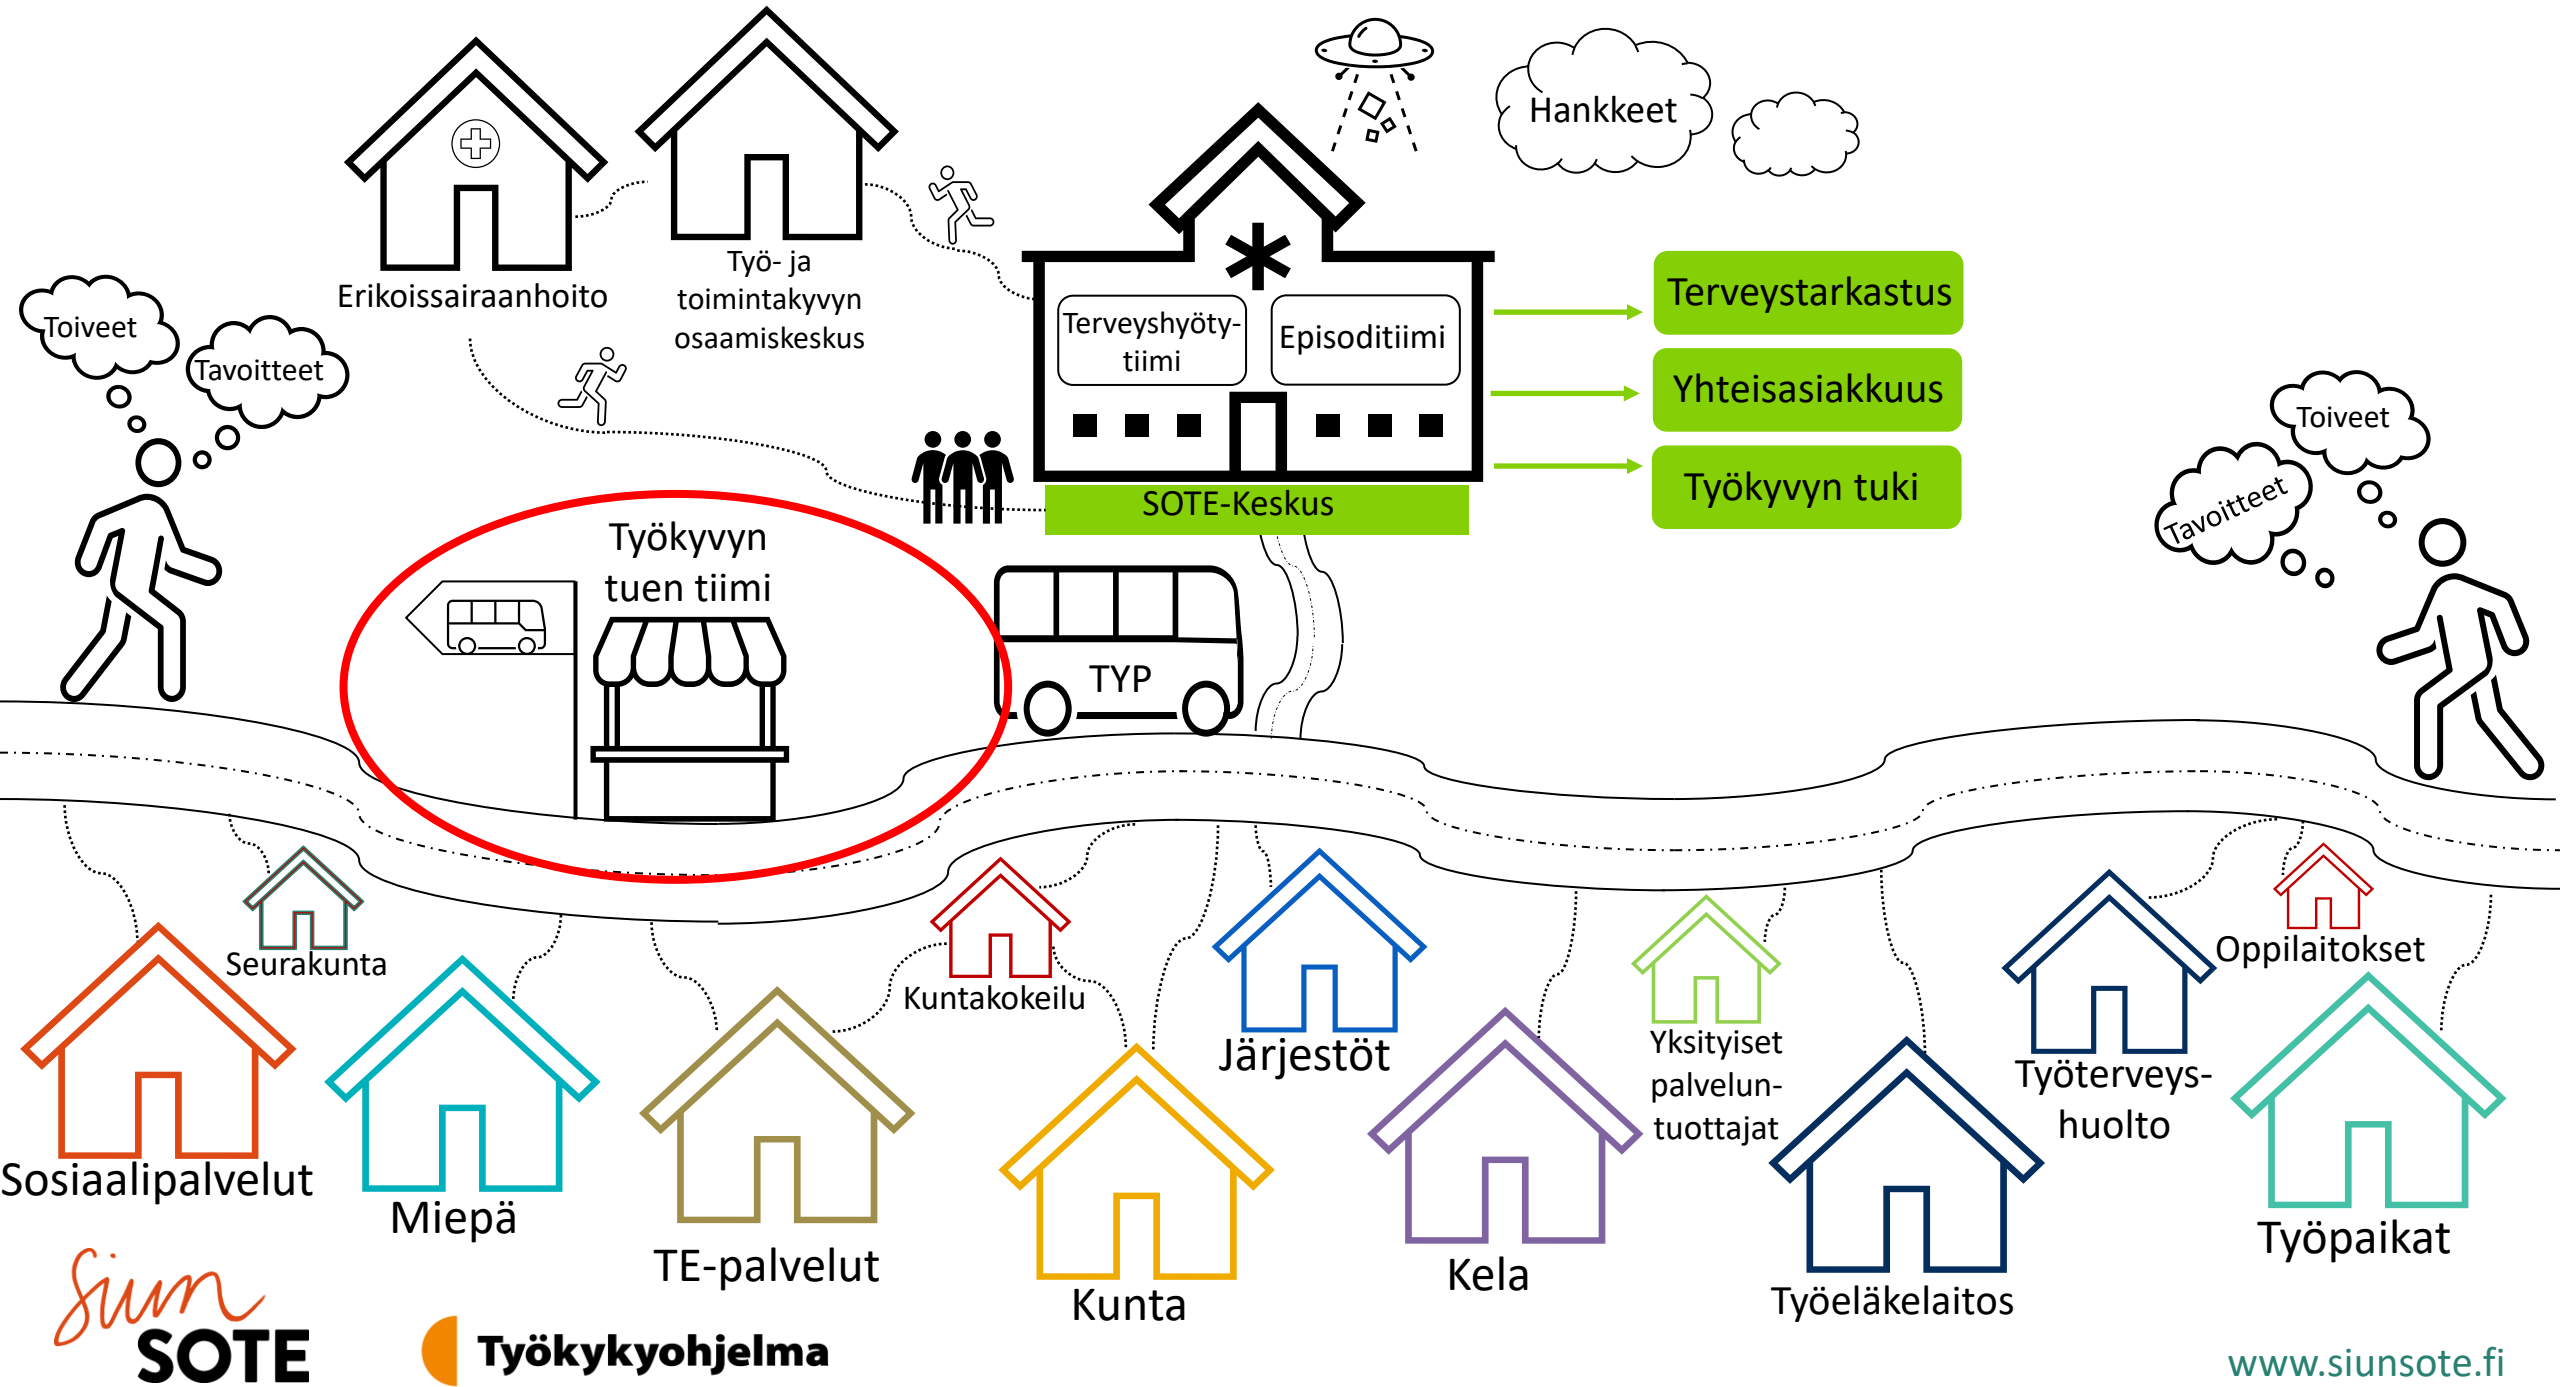 Hankkeet
Työ- ja
toimintakyvyn
osaamiskeskus
Erikoissairaanhoito
Toiveet
Tavoitteet
Terveyshyöty-
tiimi
Episoditiimi
SOTE-Keskus
Terveystarkastus
Yhteisasiakkuus
Työkyvyn tuki
Toiveet
Tavoitteet
Työkyvyn
tuen tiimi
TYP
Seurakunta
Sosiaalipalvelut
Miepä
TE-palvelut
Kuntakokeilu
Kunta
Järjestöt
Kela
Yksityiset
palvelun-
tuottajat
Työeläkelaitos
Työterveys-
huolto
Oppilaitokset
Työpaikat
Siun
SOTE
Työkykyohjelma
www.siunsote.fi